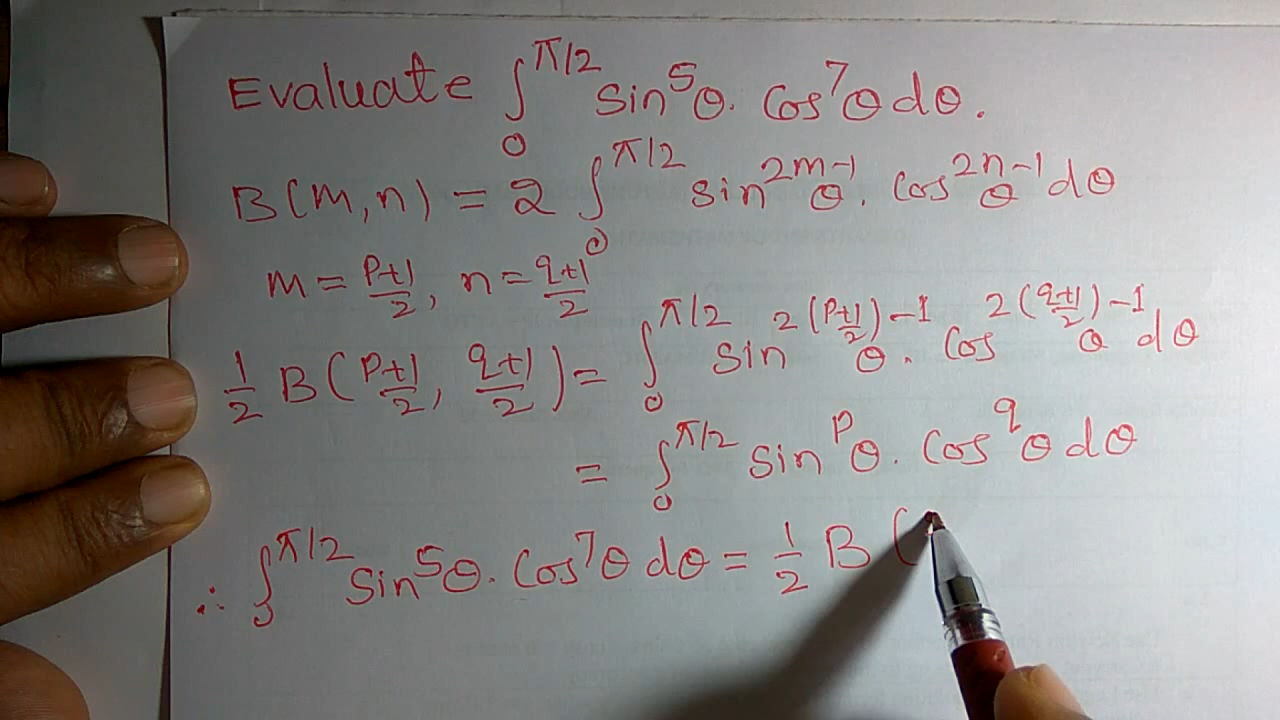 Evaluate ∫₀^π/2 sin⁵θ. cos⁷θ dθ.
B(m,n) = 2 ∫₀^π/2 sin^2m-1 θ. cos^2n-1 θ dθ
m = p+1/2, n = q+1/2
1/2 B(p+1/2, q+1/2) = ∫₀^π/2 sin^2(p+1/2)-1 θ. cos^2(q+1/2)-1 θ dθ
= ∫₀^π/2 sin^p θ. cos^q θ dθ
∴ ∫₀^π/2 sin⁵θ. cos⁷θ dθ = 1/2 B (